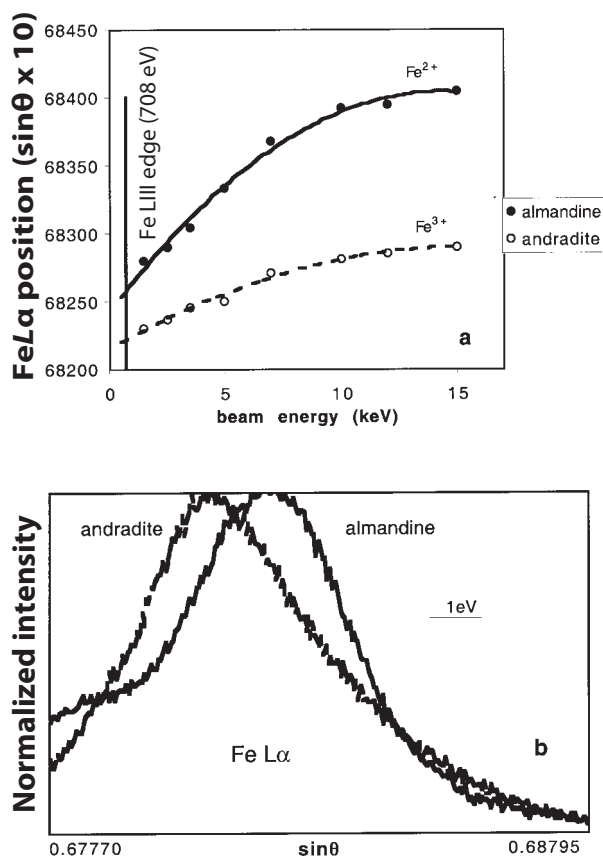 FeLα position (sinθ x 10)
68450
68400
68350
68300
68250
68200
Fe LIII edge (708 eV)
Fe2+
Fe3+
a
0
5
10
15
beam energy (keV)
almandine
andradite
Normalized intensity
andradite
almandine
1eV
Fe Lα
b
0.67770
sinθ
0.68795